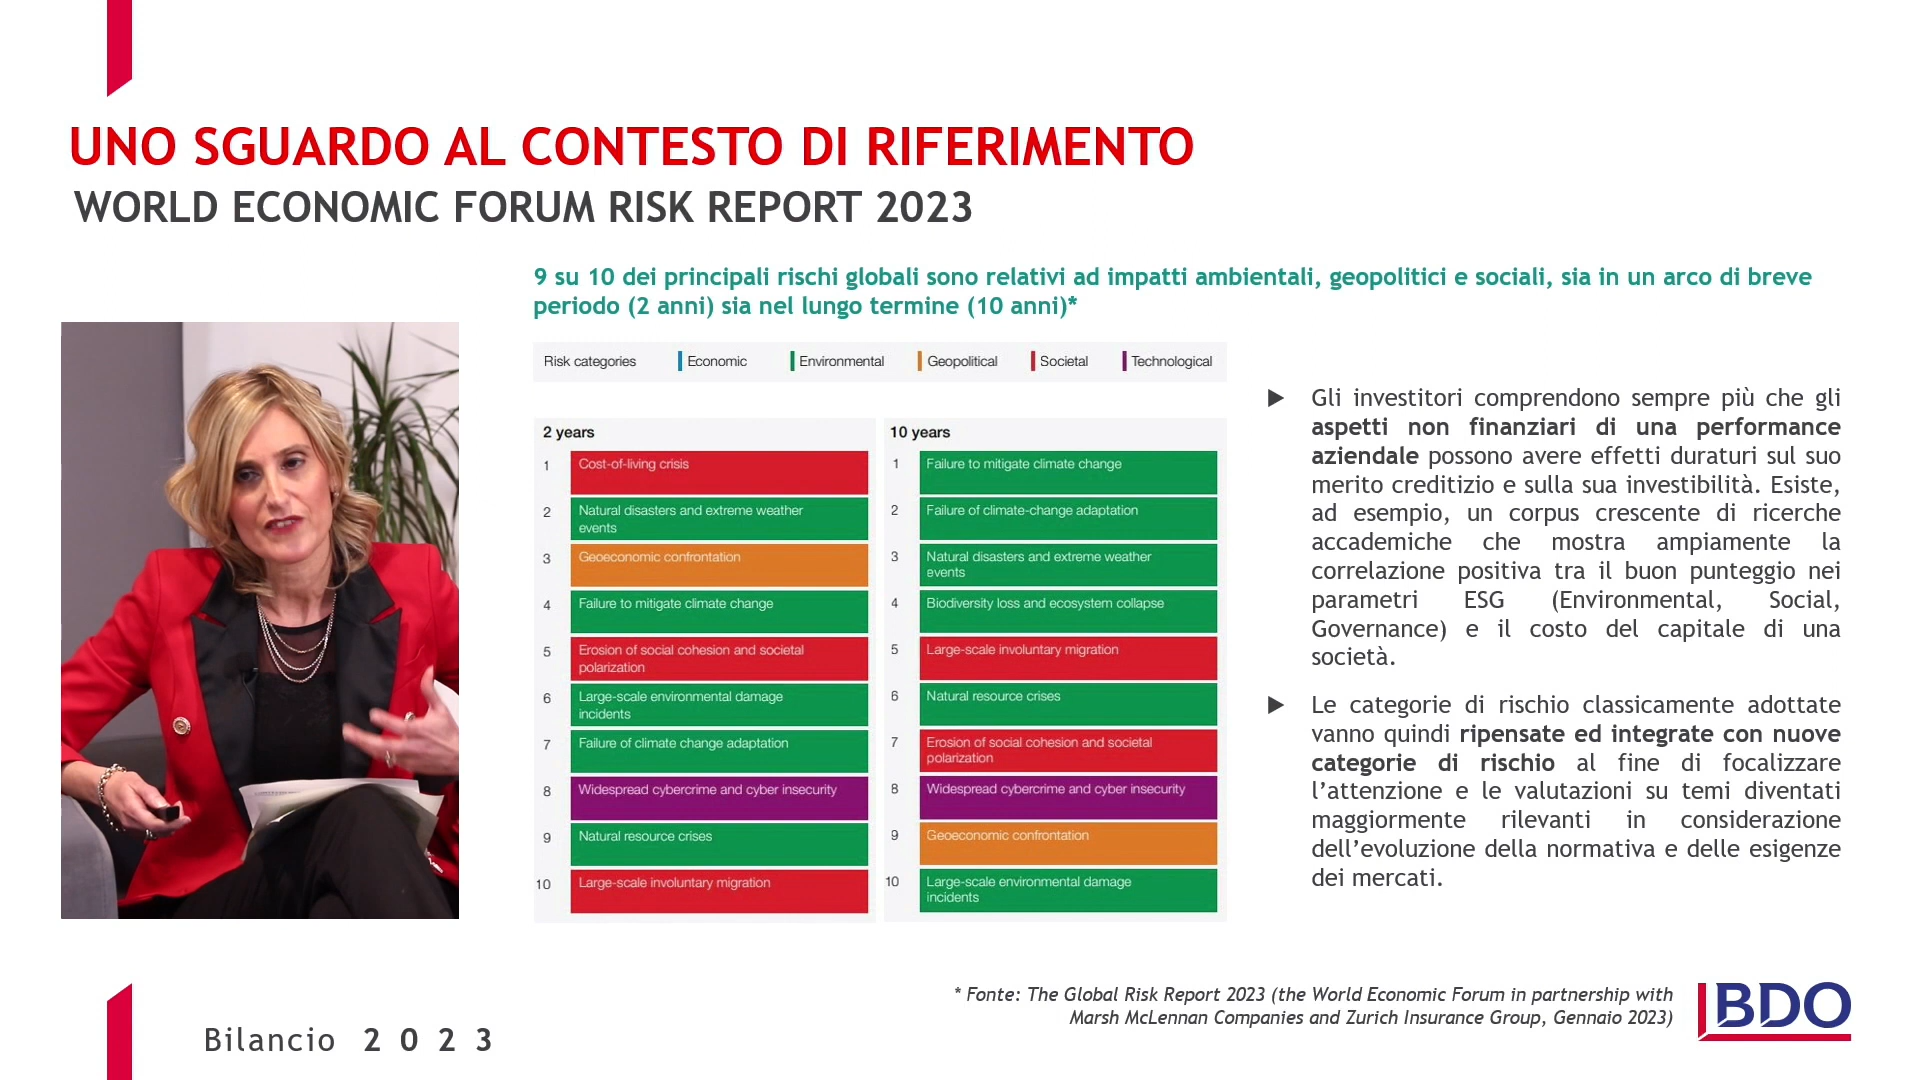 UNO SGUARDO AL CONTESTO DI RIFERIMENTO
WORLD ECONOMIC FORUM RISK REPORT 2023
9 su 10 dei principali rischi globali sono relativi ad impatti ambientali, geopolitici e sociali, sia in un arco di breve
periodo (2 anni) sia nel lungo termine (10 anni)*
Risk categories Economic Environmental Geopolitical Societal Technological
2 years
1 Cost-of-living crisis
2 Natural disasters and extreme weather
events
3 Geoeconomic confrontation
4 Failure to mitigate climate change
5 Erosion of social cohesion and societal
polarization
6 Large-scale environmental damage
incidents
7 Failure of climate change adaptation
8 Widespread cybercrime and cyber insecurity
9 Natural resource crises
10 Large-scale involuntary migration
10 years
1 Failure to mitigate climate change
2 Failure of climate-change adaptation
3 Natural disasters and extreme weather
events
4 Biodiversity loss and ecosystem collapse
5 Large-scale involuntary migration
6 Natural resource crises
7 Erosion of social cohesion and societal
polarization
8 Widespread cybercrime and cyber insecurity
9 Geoeconomic confrontation
10 Large-scale environmental damage
incidents
▶ Gli investitori comprendono sempre più che gli
aspetti non finanziari di una performance
aziendale possono avere effetti duraturi sul suo
merito creditizio e sulla sua investibilità. Esiste,
ad esempio, un corpus crescente di ricerche
accademiche che mostra ampiamente la
correlazione positiva tra il buon punteggio nei
parametri ESG (Environmental, Social,
Governance) e il costo del capitale di una
società.
▶ Le categorie di rischio classicamente adottate
vanno quindi ripensate ed integrate con nuove
categorie di rischio al fine di focalizzare
l’attenzione e le valutazioni su temi diventati
maggiormente rilevanti in considerazione
dell’evoluzione della normativa e delle esigenze
dei mercati.
* Fonte: The Global Risk Report 2023 (the World Economic Forum in partnership with
Marsh McLennan Companies and Zurich Insurance Group, Gennaio 2023)
BDO
Bilancio 2023